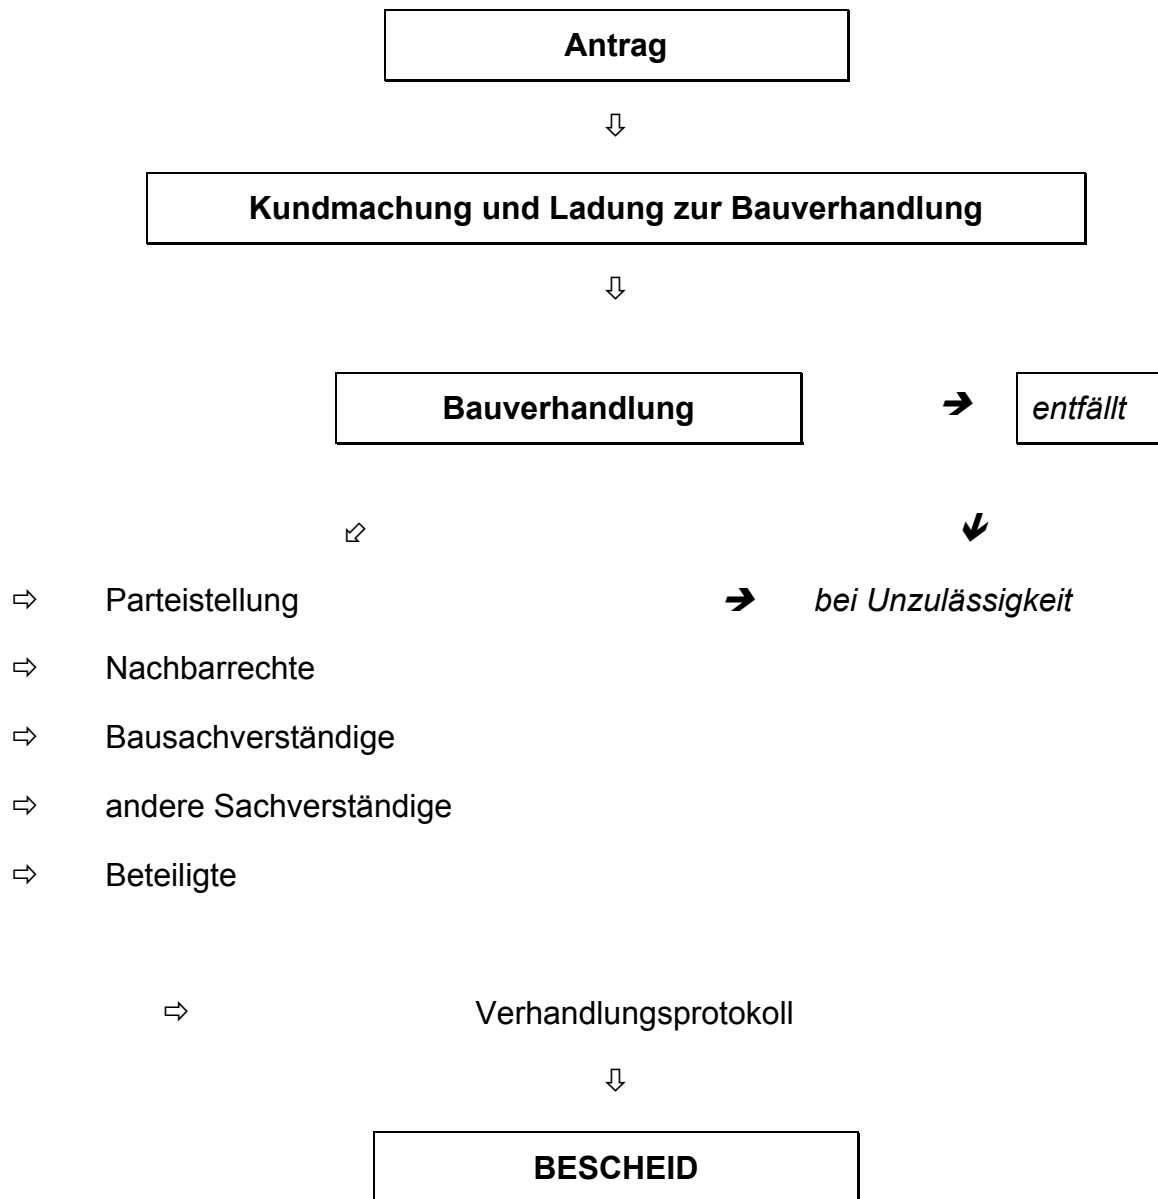 Antrag
⇩
Kundmachung und Ladung zur Bauverhandlung
⇩
Bauverhandlung ➔ entfällt
⇨ Parteistellung ➔ bei Unzulässigkeit
⇨ Nachbarrechte
⇨ Bausachverständige
⇨ andere Sachverständige
⇨ Beteiligte
⇨ Verhandlungsprotokoll
⇩
BESCHEID